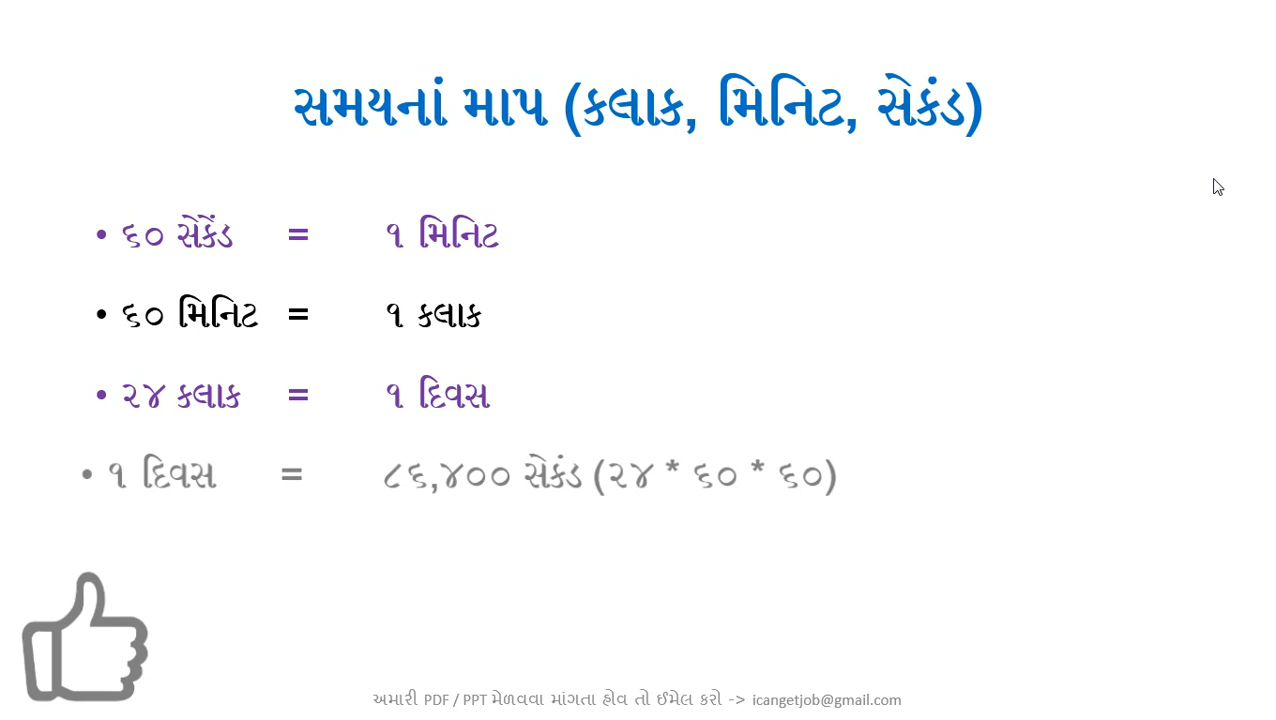 સમયનાં માપ (કલાક, મિનિટ, સેકંડ)
• ૬૦ સેકેંડ = ૧ મિનિટ
• ૬૦ મિનિટ = ૧ કલાક
• ૨૪ કલાક = ૧ દિવસ
• ૧ દિવસ = ૮૬,૪૦૦ સેકંડ (૨૪ * ૬૦ * ૬૦)
અમારી PDF / PPT મેળવવા માંગતા હોવ તો ઈમેલ કરો -> icangetjob@gmail.com